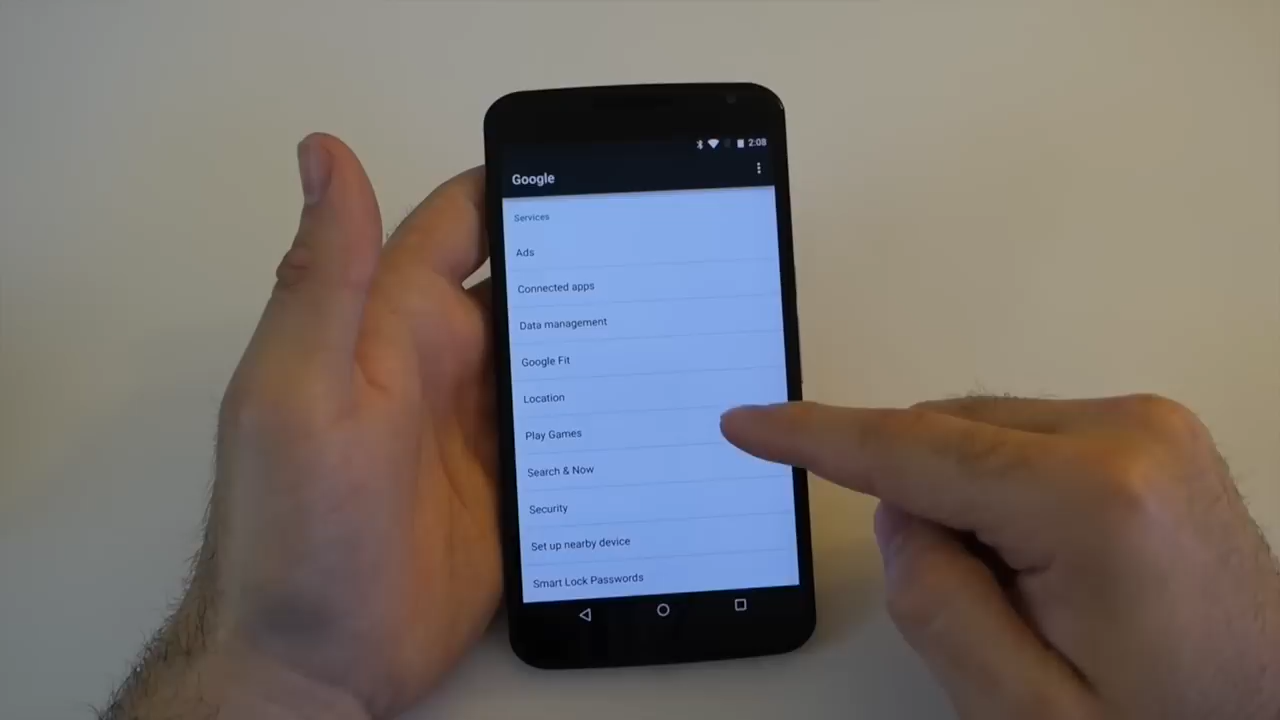 2:08
Google
Services
Ads
Connected apps
Data management
Google Fit
Location
Play Games
Search & Now
Security
Set up nearby device
Smart Lock Passwords